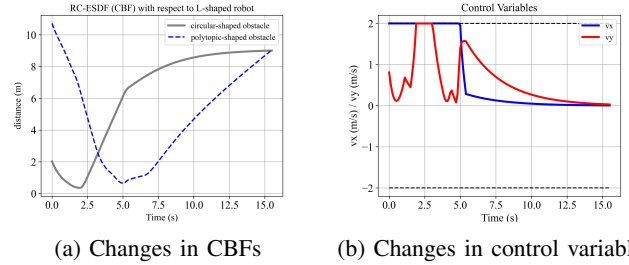 RC-ESDF (CBF) with respect to L-shaped robot
circular-shaped obstacle
polytopic-shaped obstacle
distance (m)
10
8
6
4
2
0
0.0 2.5 5.0 7.5 10.0 12.5 15.0
Time (s)
(a) Changes in CBFs
Control Variables
vx
vy
vx (m/s) / vy (m/s)
2
1
0
−1
−2
0.0 2.5 5.0 7.5 10.0 12.5 15.0
Time (s)
(b) Changes in control variabl